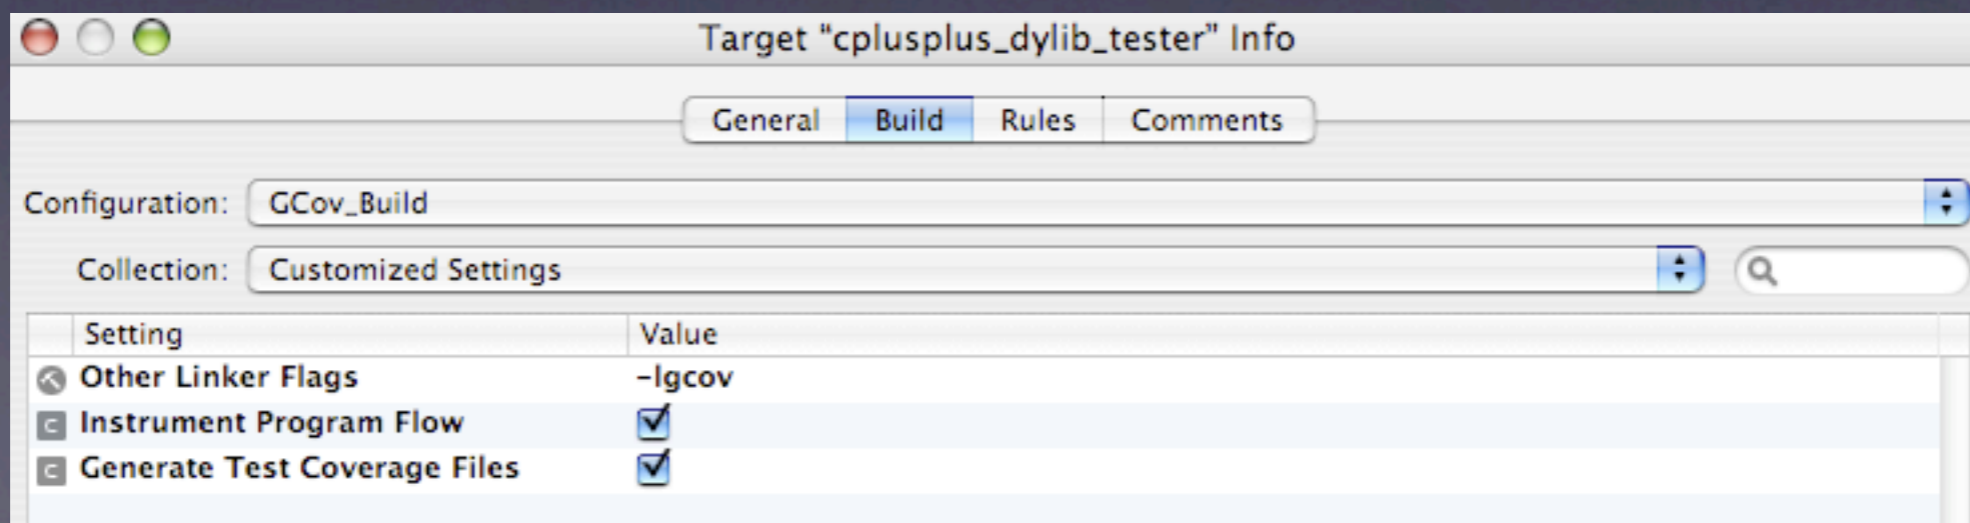 Target “cplusplus_dylib_tester” Info
General Build Rules Comments
Configuration: GCov_Build
Collection: Customized Settings
Setting Value
Other Linker Flags -lgcov
Instrument Program Flow
Generate Test Coverage Files